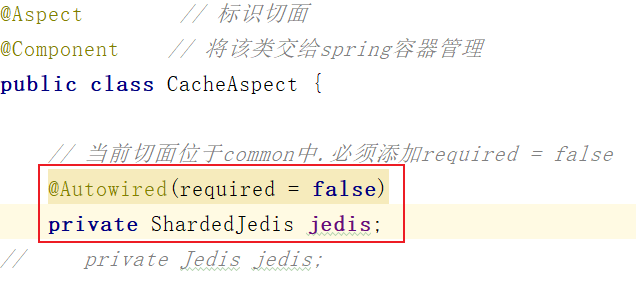 @Aspect // 标识切面
@Component // 将该类交给spring容器管理
public class CacheAspect {
// 当前切面位于common中.必须添加required = false
@Autowired(required = false)
private ShardedJedis jedis;
// private Jedis jedis;